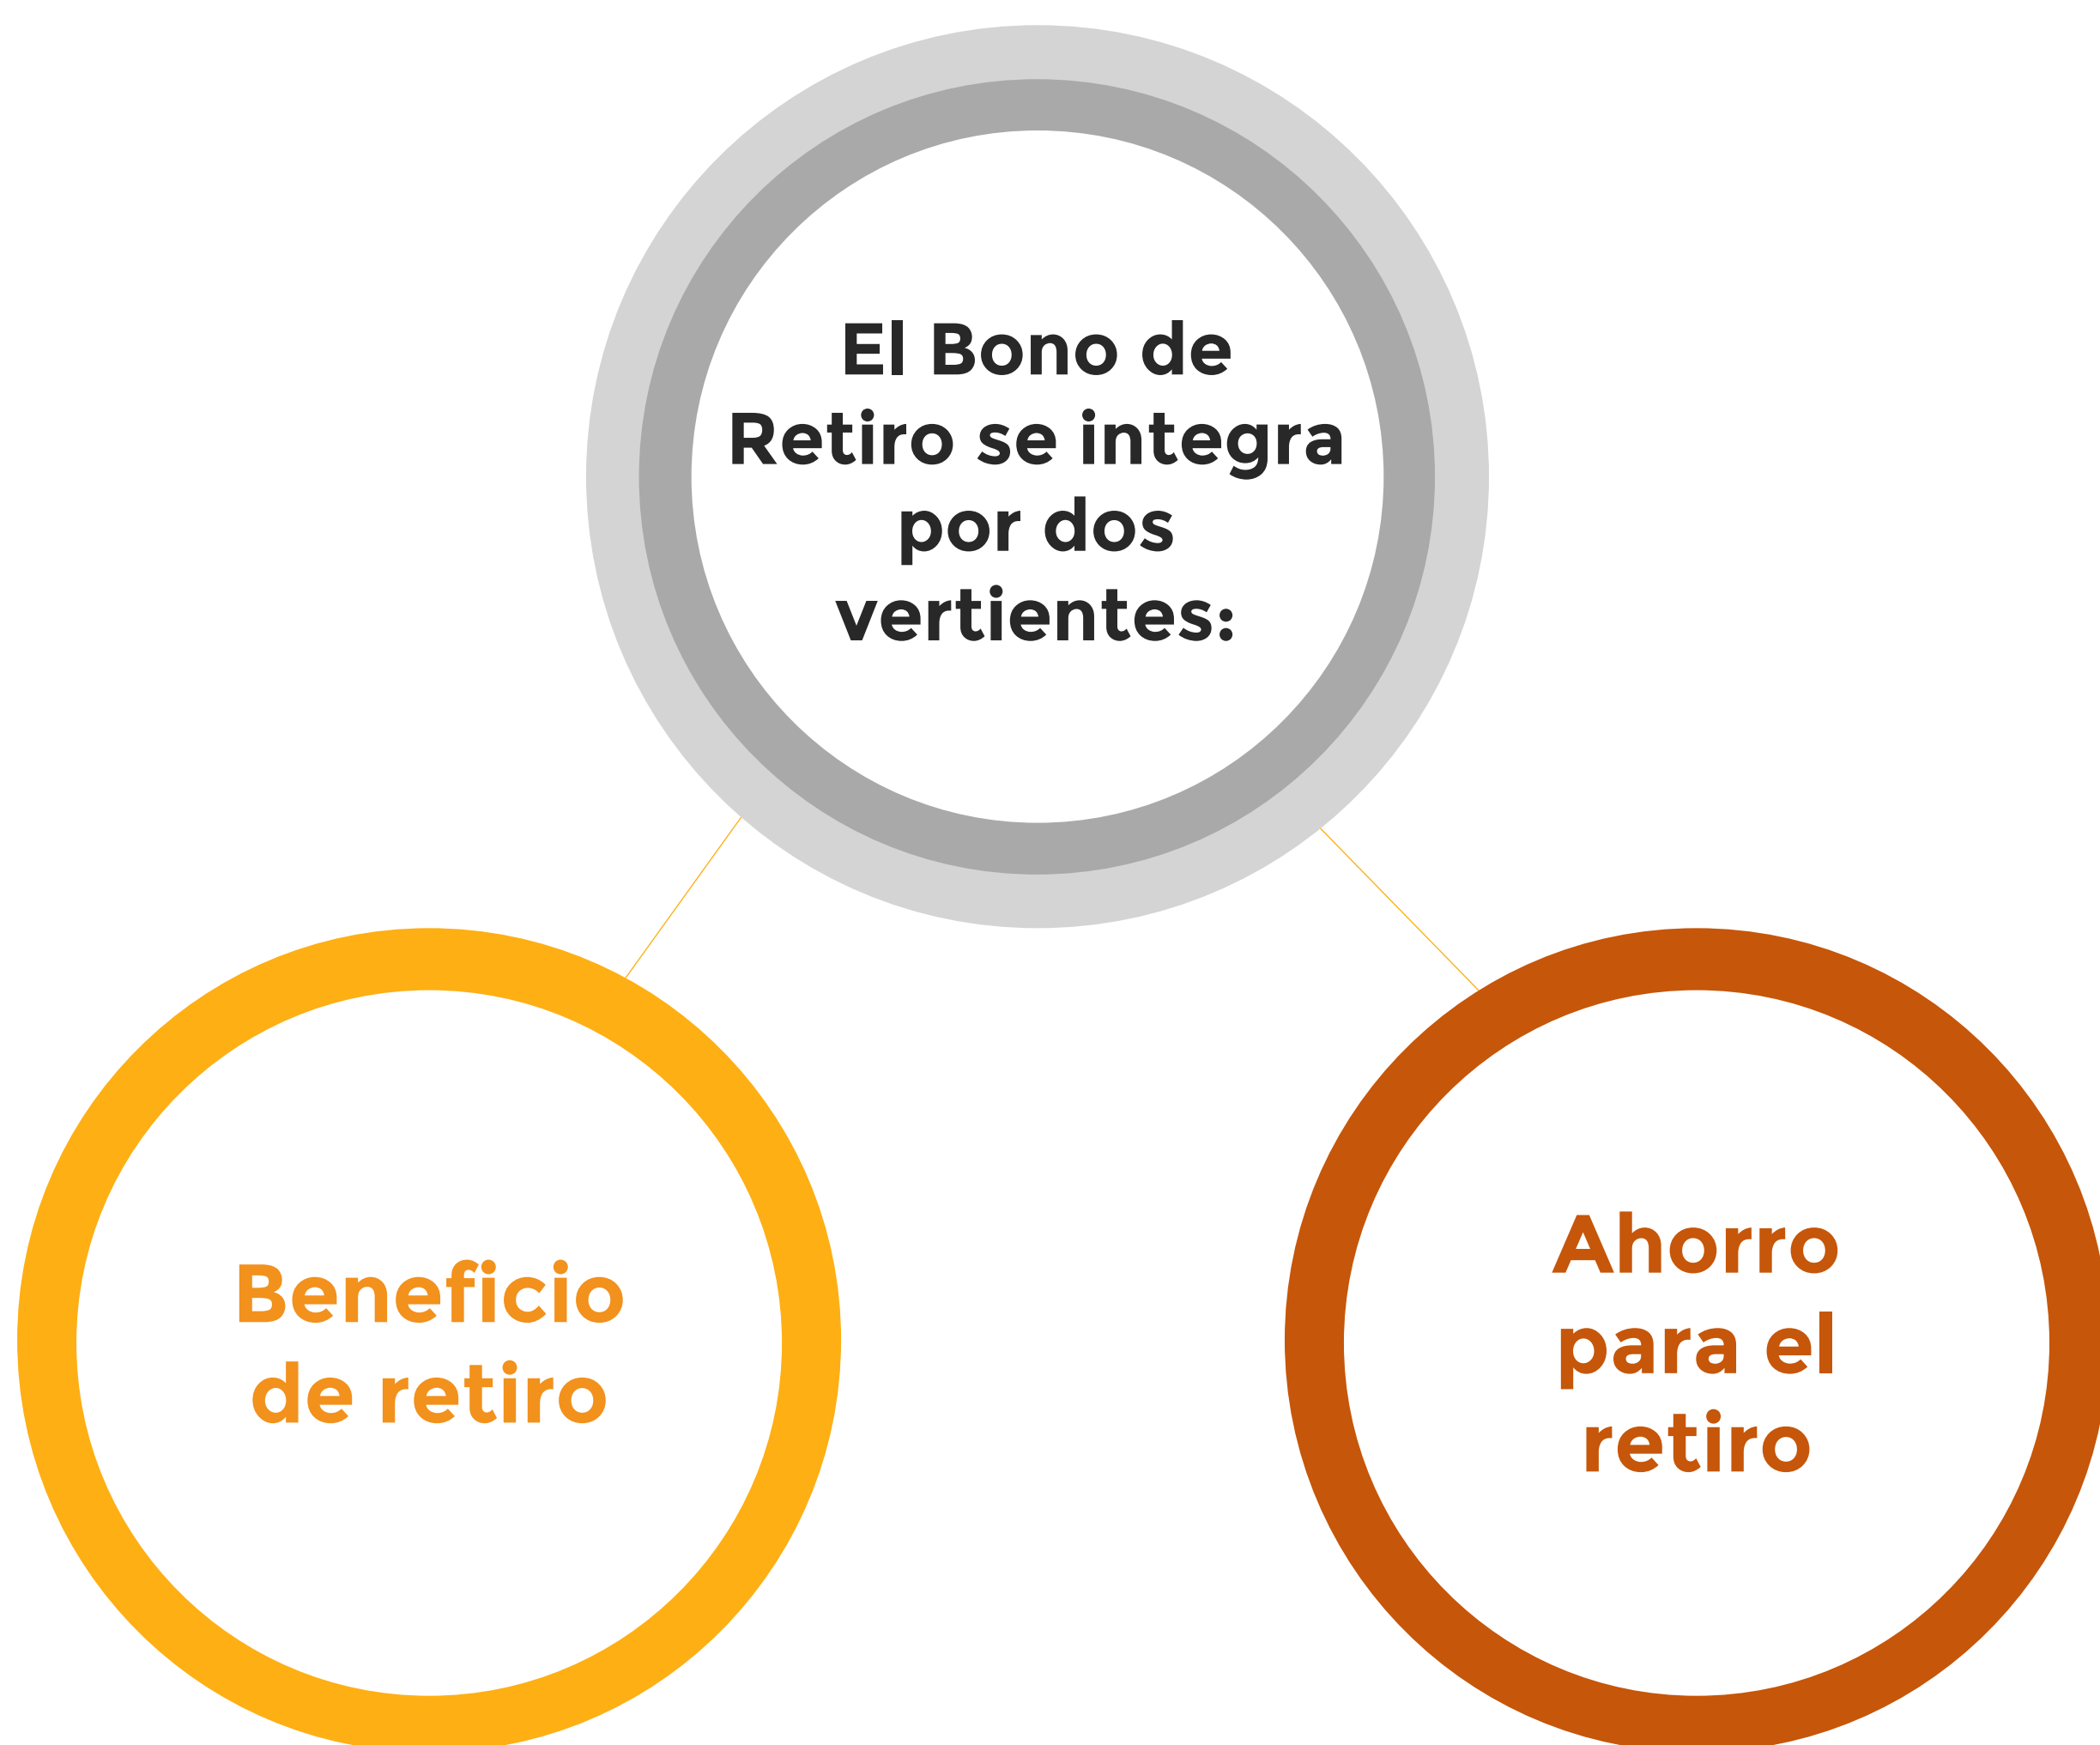 El Bono de
Retiro se integra
por dos
vertientes:
Beneficio
de retiro
Ahorro
para el
retiro